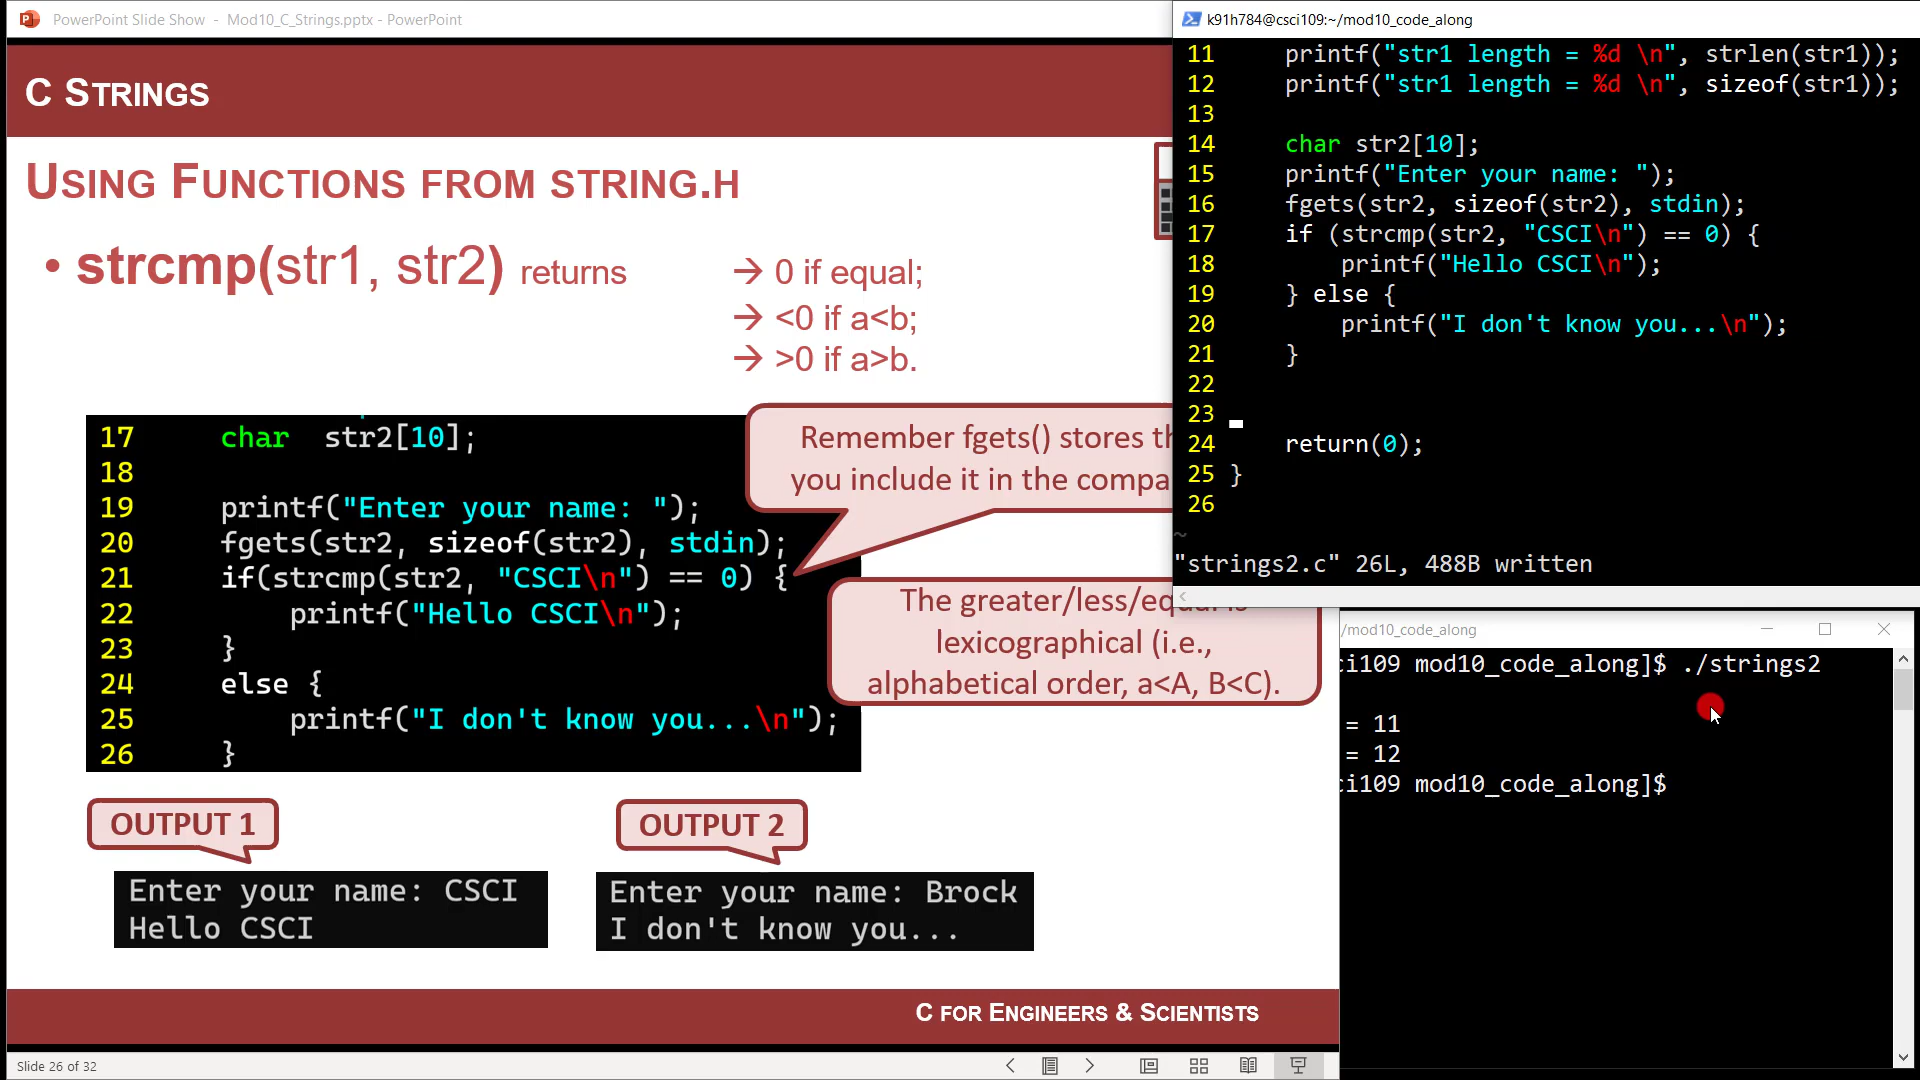 PowerPoint Slide Show - Mod10_C_Strings.pptx - PowerPoint
C STRINGS
USING FUNCTIONS FROM STRING.H
• strcmp(str1, str2) returns → 0 if equal;
→ <0 if a<b;
→ >0 if a>b.
17 char str2[10];
18
19 printf("Enter your name: ");
20 fgets(str2, sizeof(str2), stdin);
21 if(strcmp(str2, "CSCI\n") == 0) {
22 printf("Hello CSCI\n");
23 }
24 else {
25 printf("I don't know you...\n");
26 }
Remember fgets() stores
you include it in the
The greater/less/equal is
lexicographical (i.e.,
alphabetical order, a<A, B<C).
OUTPUT 1
Enter your name: CSCI
Hello CSCI
OUTPUT 2
Enter your name: Brock
I don't know you...
C FOR ENGINEERS & SCIENTISTS
Slide 26 of 32
k91h784@csci109:~/mod10_code_along
11 printf("str1 length = %d \n", strlen(str1));
12 printf("str1 length = %d \n", sizeof(str1));
13
14 char str2[10];
15 printf("Enter your name: ");
16 fgets(str2, sizeof(str2), stdin);
17 if (strcmp(str2, "CSCI\n") == 0) {
18 printf("Hello CSCI\n");
19 } else {
20 printf("I don't know you...\n");
21 }
22
23
24 return(0);
25 }
26
~
"strings2.c" 26L, 488B written
/mod10_code_along
ci109 mod10_code_along]$ ./strings2
= 11
= 12
ci109 mod10_code_along]$